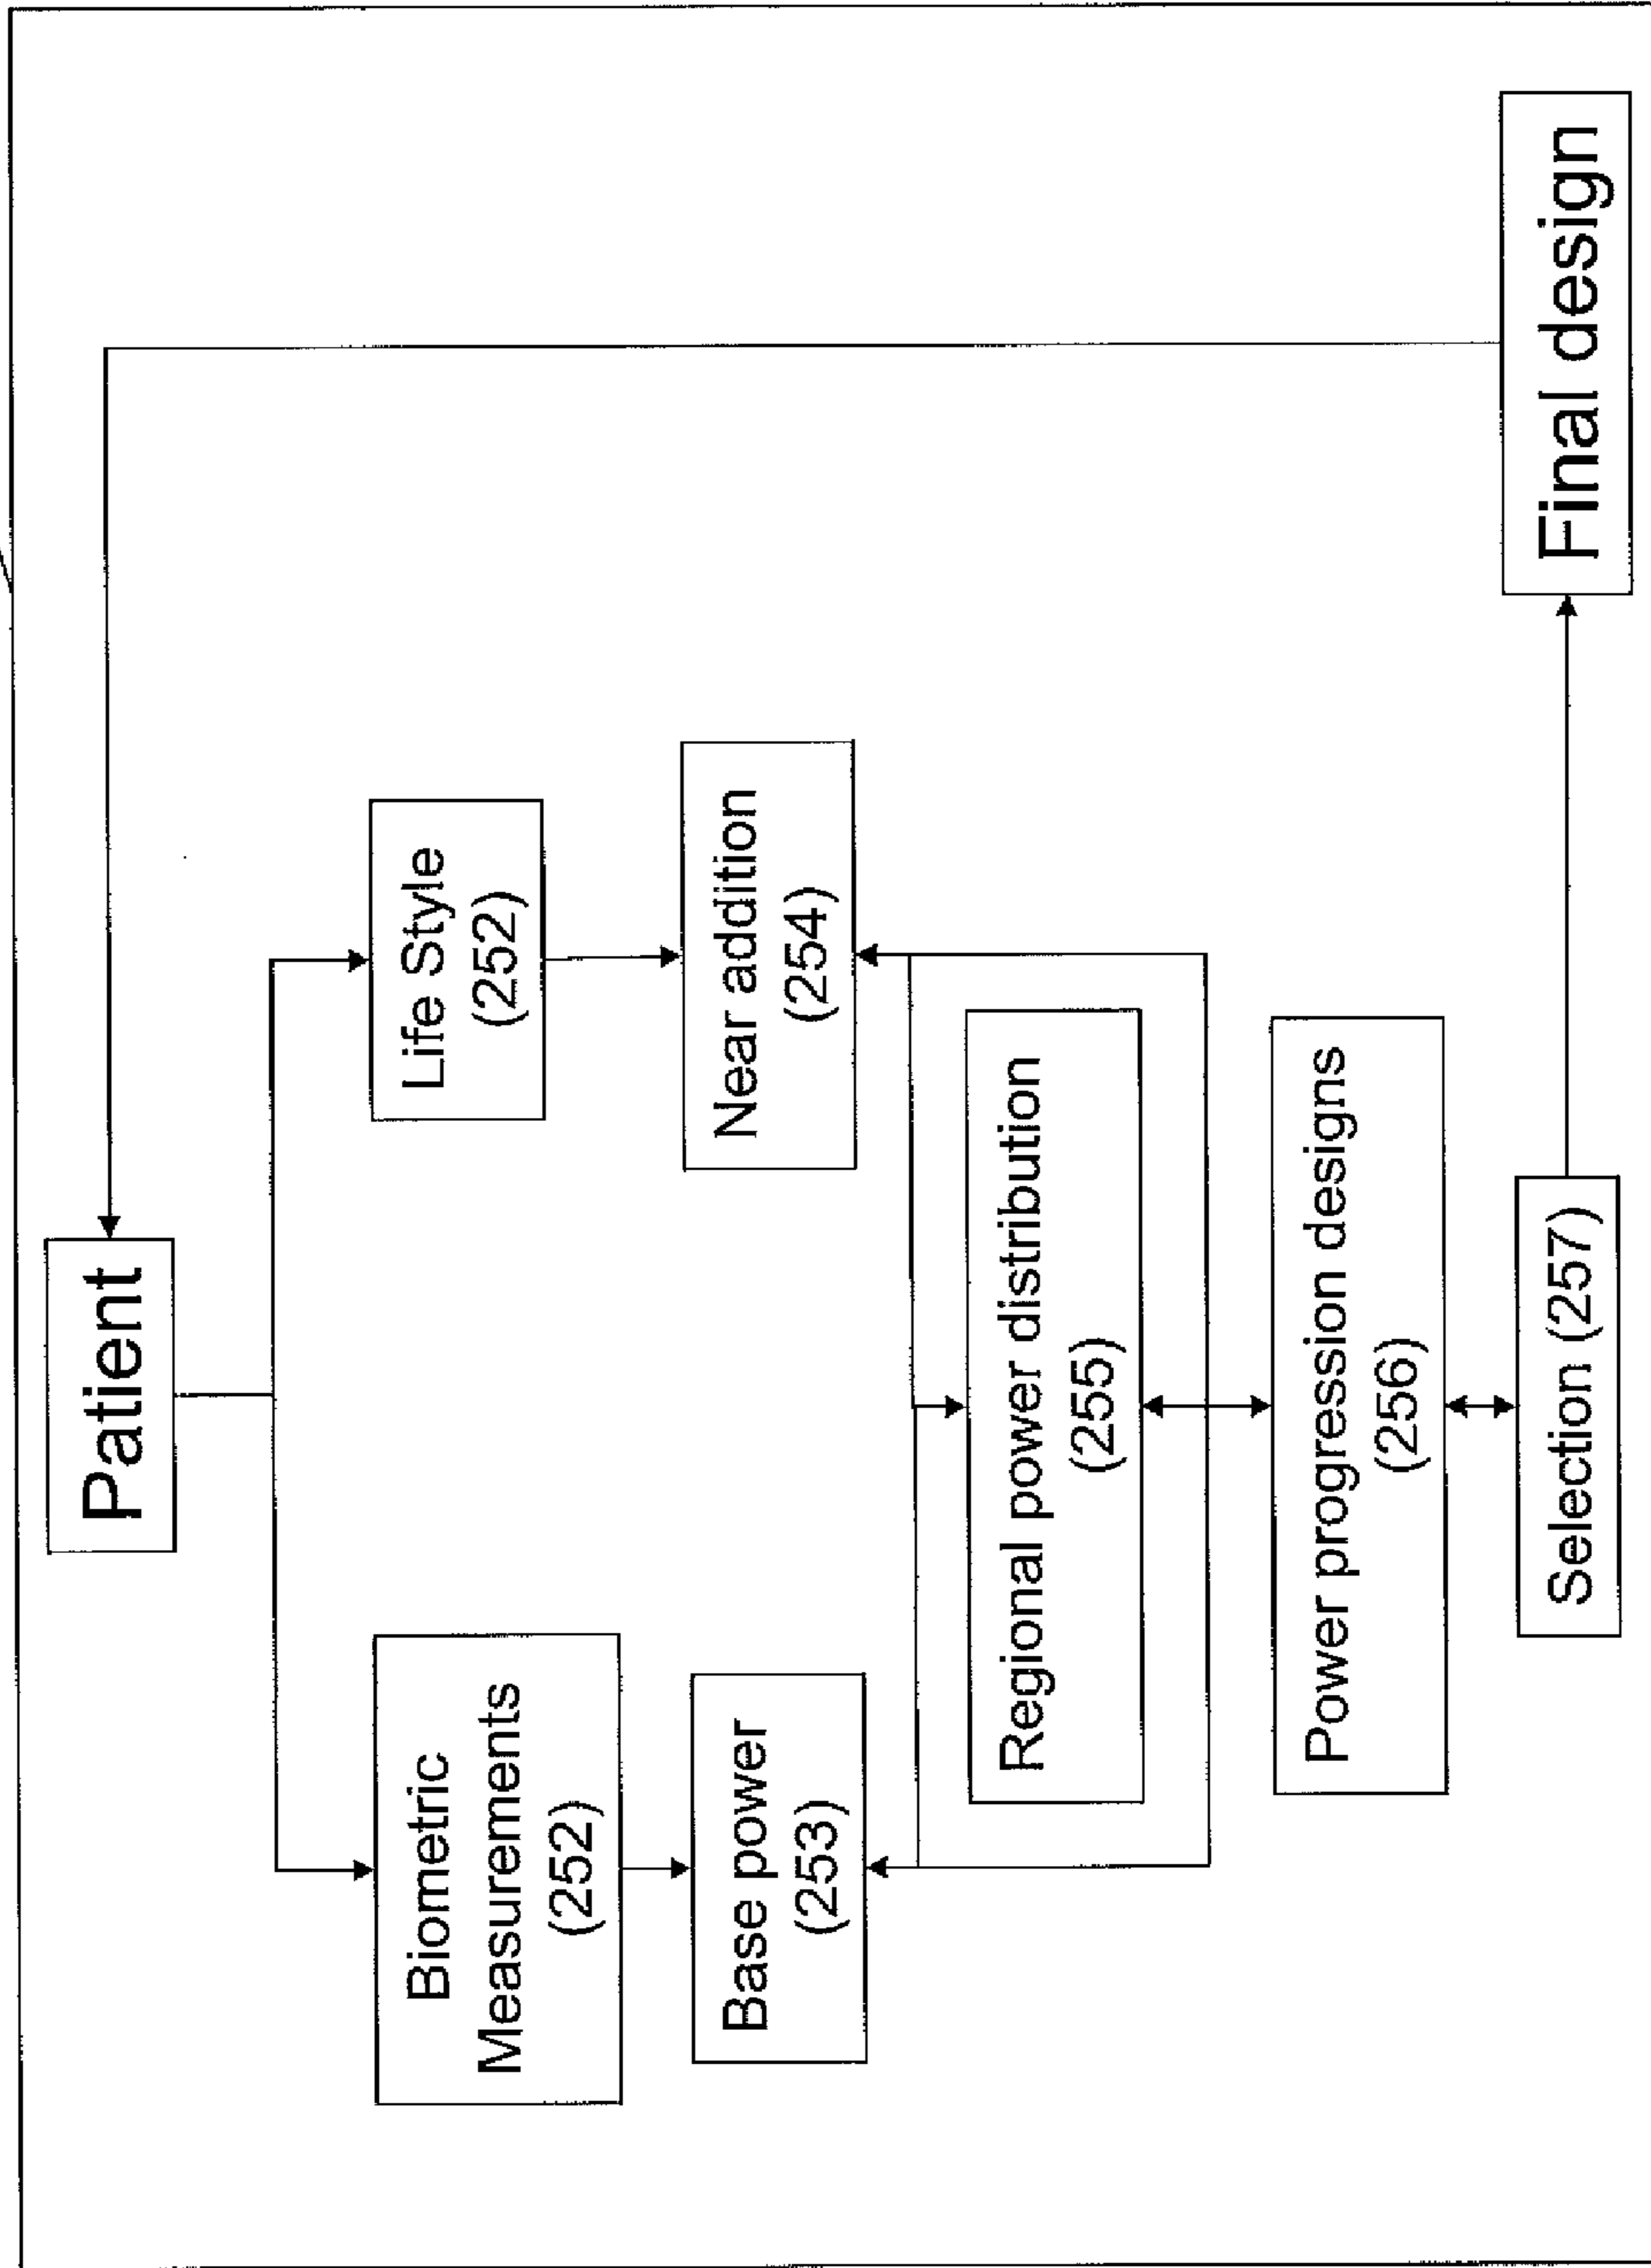 Patient
Biometric
Measurements
(252)
Life Style
(252)
Base power
(253)
Near addition
(254)
Regional power distribution
(255)
Power progression designs
(256)
Selection (257)
Final design